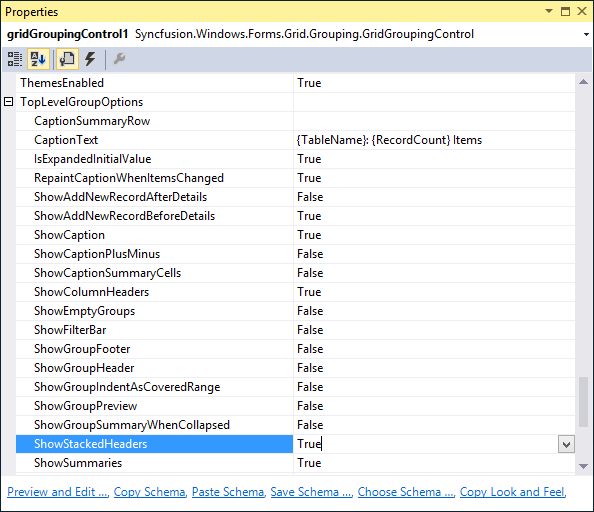 Properties
gridGroupingControl1 Syncfusion.Windows.Forms.Grid.Grouping.GridGroupingControl
ThemesEnabled True
TopLevelGroupOptions
CaptionSummaryRow
CaptionText {TableName}: {RecordCount} Items
IsExpandedInitialValue True
RepaintCaptionWhenItemsChanged True
ShowAddNewRecordAfterDetails False
ShowAddNewRecordBeforeDetails True
ShowCaption True
ShowCaptionPlusMinus False
ShowCaptionSummaryCells False
ShowColumnHeaders True
ShowEmptyGroups False
ShowFilterBar False
ShowGroupFooter False
ShowGroupHeader False
ShowGroupIndentAsCoveredRange False
ShowGroupPreview False
ShowGroupSummaryWhenCollapsed False
ShowStackedHeaders True
ShowSummaries True
Preview and Edit ..., Copy Schema, Paste Schema, Save Schema ..., Choose Schema ..., Copy Look and Feel,